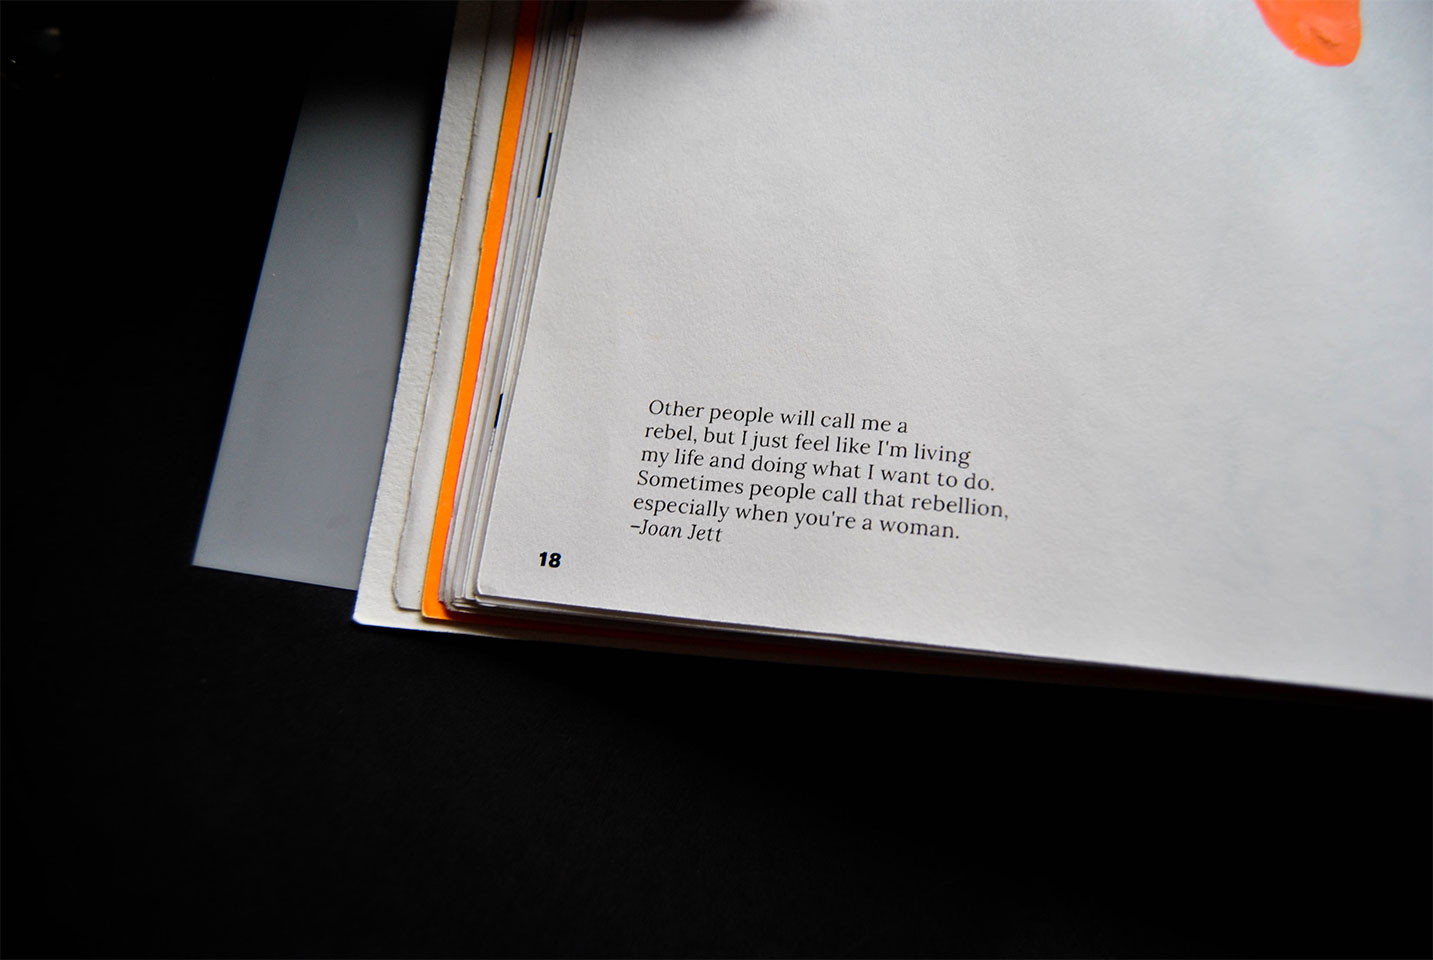 Other people will call me a
rebel, but I just feel like I'm living
my life and doing what I want to do.
Sometimes people call that rebellion,
especially when you're a woman.
–Joan Jett
18